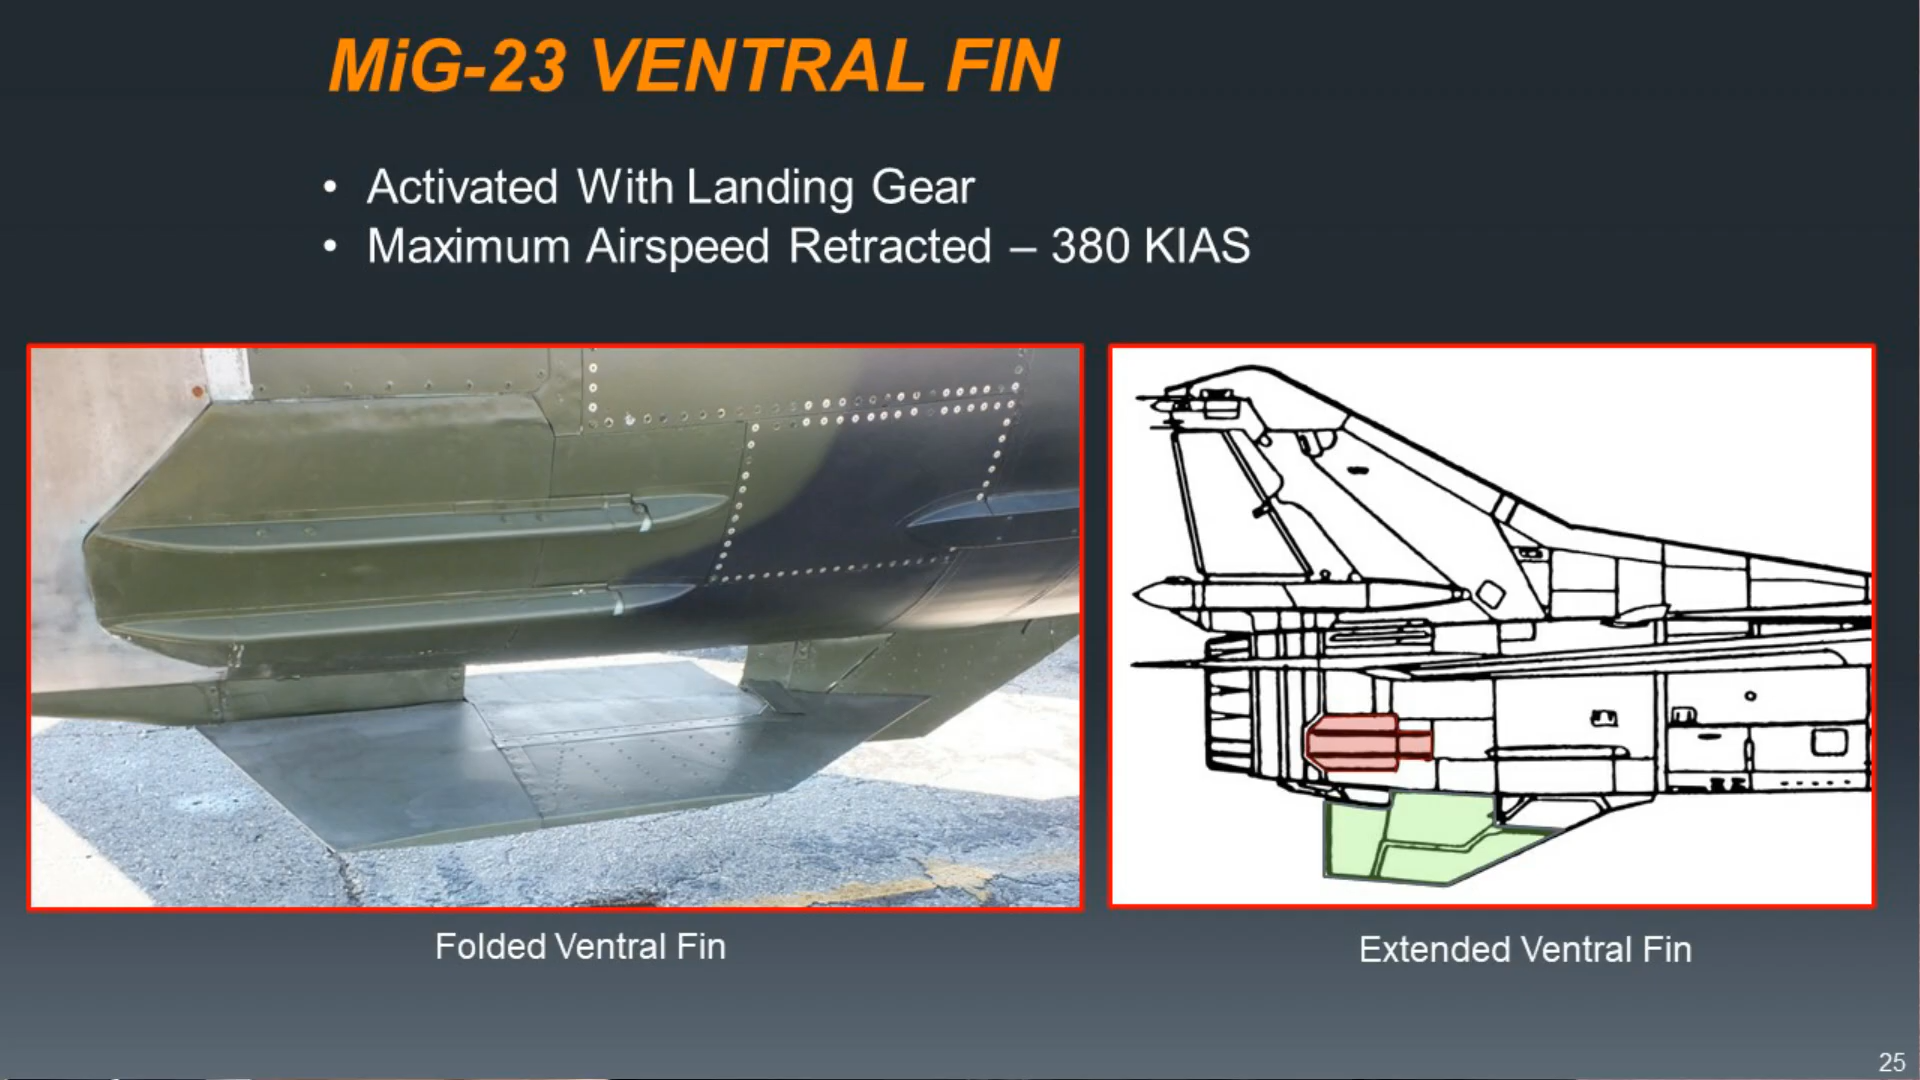 MiG-23 VENTRAL FIN
• Activated With Landing Gear
• Maximum Airspeed Retracted – 380 KIAS
Folded Ventral Fin
Extended Ventral Fin
25